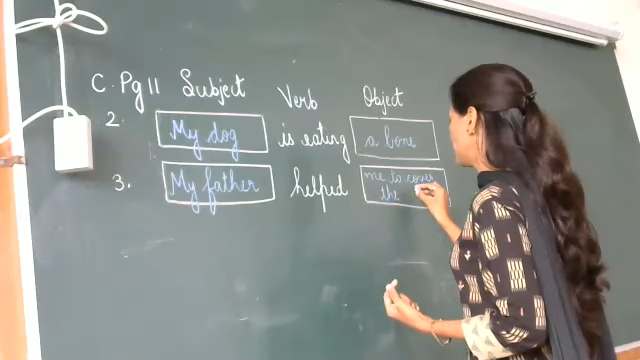 C. Pg 11 Subject Verb Object
2. My dog is eating a bone
3. My father helped me to cover
the